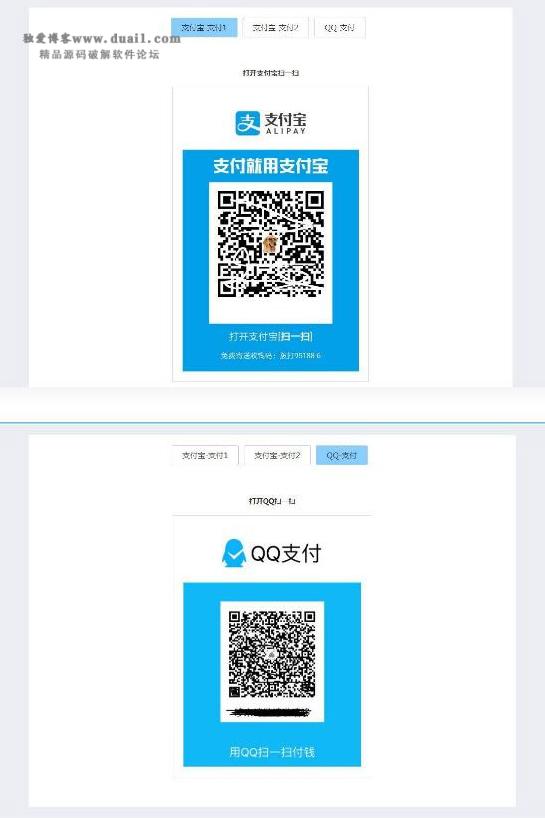 支付宝-支付1
支付宝-支付2
QQ-支付
独爱博客www.duail.com
精品源码破解软件论坛
打开支付宝扫一扫
支付宝
ALIPAY
支付就用支付宝
打开支付宝[扫一扫]
免费寄送收钱码：拨打95188-6
支付宝-支付1
支付宝-支付2
QQ-支付
打开QQ扫一扫
QQ支付
用QQ扫一扫付钱